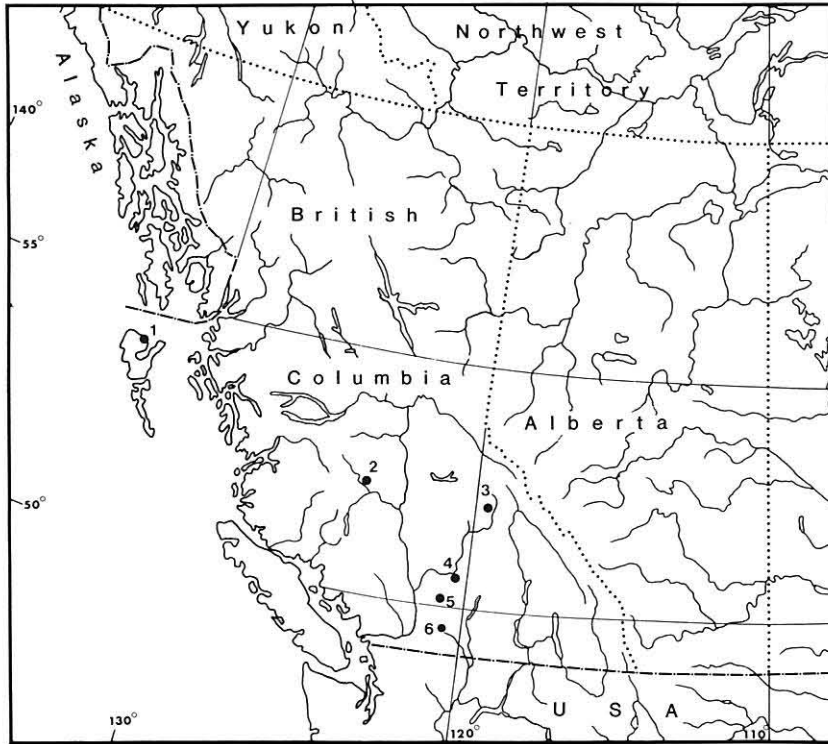 Yukon
Northwest
Territory
Alaska
140°
British
55°
1
Columbia
Alberta
2
3
50°
4
5
6
USA
130°
120°
110°